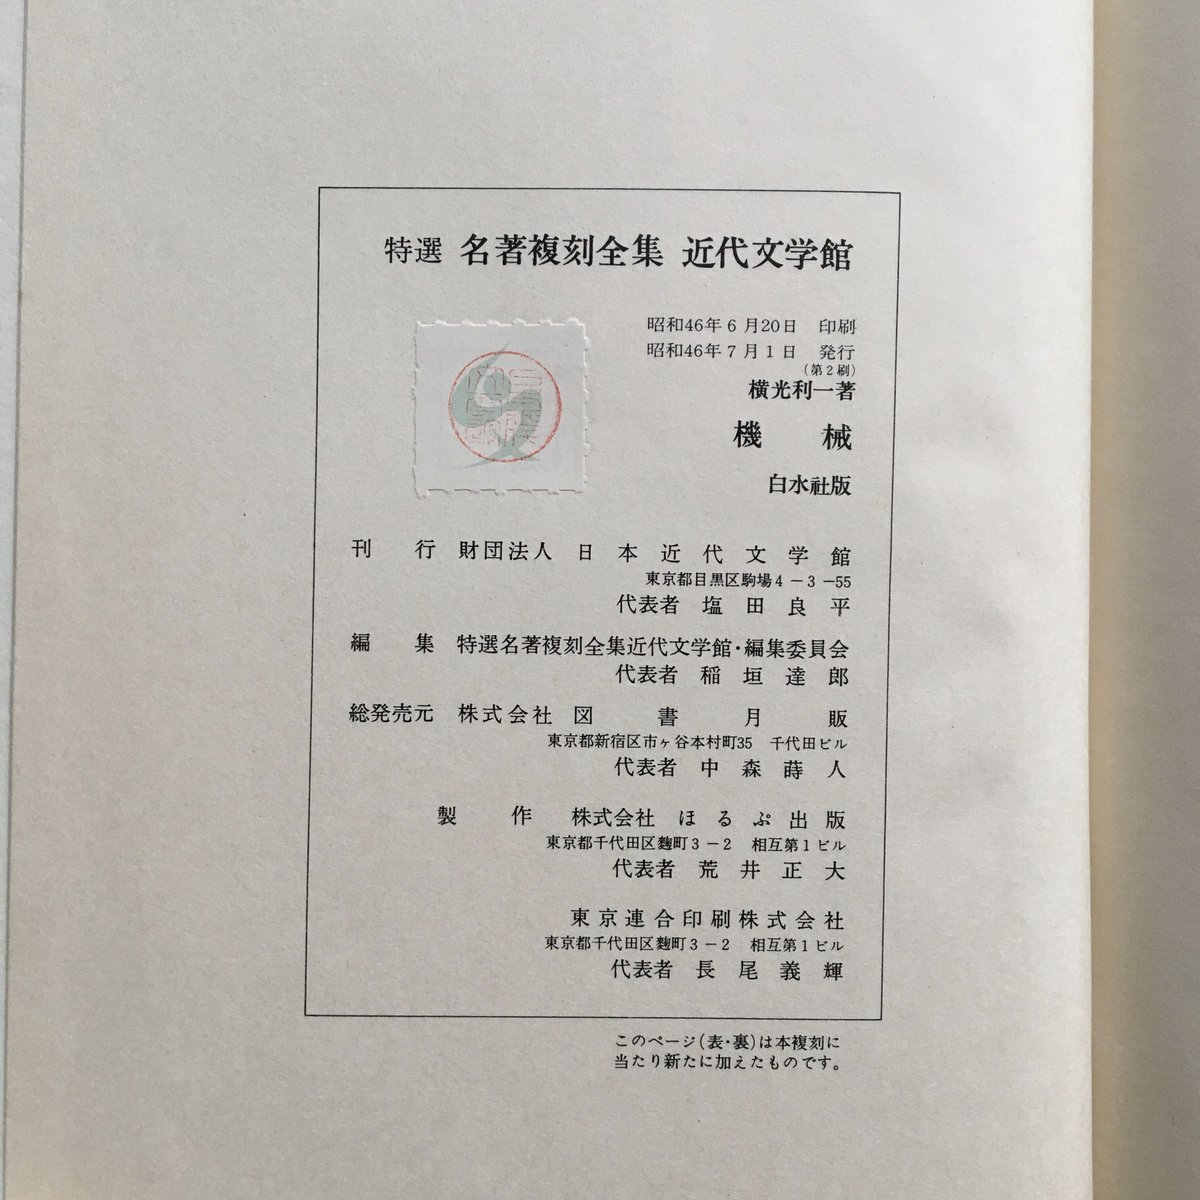 特選 名著複刻全集 近代文学館
昭和46年6月20日 印刷
昭和46年7月1日 発行
(第2刷)
横光利一著
機械
白水社版
刊行 財団法人 日本近代文学館
東京都目黒区駒場4-3-55
代表者 塩田良平
編集 特選名著複刻全集近代文学館・編集委員会
代表者 稲垣達郎
総発売元 株式会社 図書月販
東京都新宿区市ヶ谷本村町35 千代田ビル
代表者 中森蒔人
製作 株式会社 ほるぷ出版
東京都千代田区麴町3-2 相互第1ビル
代表者 荒井正大
東京連合印刷株式会社
東京都千代田区麴町3-2 相互第1ビル
代表者 長尾義輝
このページ(表・裏)は本複刻に
当たり新たに加えたものです。